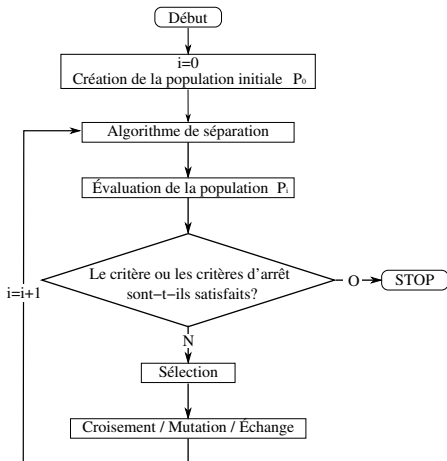 Début
i=0
Création de la population initiale P₀
Algorithme de séparation
Évaluation de la population Pᵢ
Le critère ou les critères d'arrêt
sont-t-ils satisfaits?
O
STOP
i=i+1
N
Sélection
Croisement / Mutation / Échange